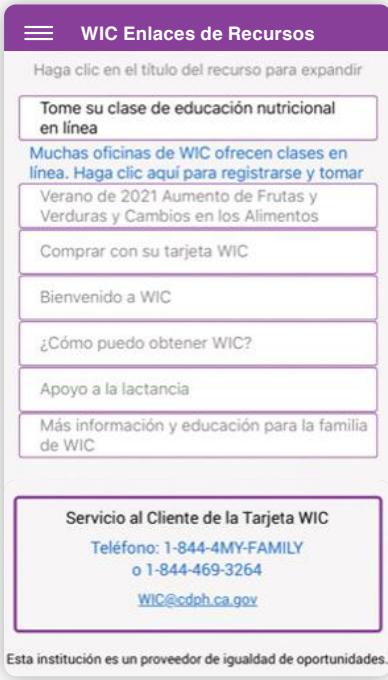 WIC Enlaces de Recursos
Haga clic en el título del recurso para expandir
Tome su clase de educación nutricional
en línea
Muchas oficinas de WIC ofrecen clases en
línea. Haga clic aquí para registrarse y tomar
Verano de 2021 Aumento de Frutas y
Verduras y Cambios en los Alimentos
Comprar con su tarjeta WIC
Bienvenido a WIC
¿Cómo puedo obtener WIC?
Apoyo a la lactancia
Más información y educación para la familia
de WIC
Servicio al Cliente de la Tarjeta WIC
Teléfono: 1-844-4MY-FAMILY
o 1-844-469-3264
WIC@cdph.ca.gov
Esta institución es un proveedor de igualdad de oportunidades.